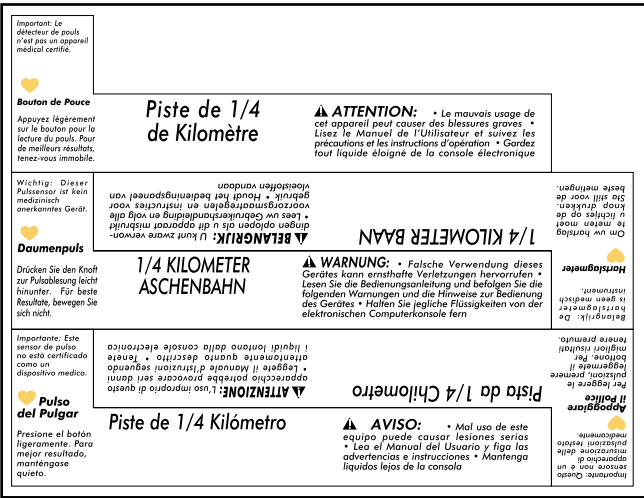 Important: Le
détecteur de pouls
n'est pas un appareil
médical certifié.
Bouton de Pouce
Appuyez légèrement
sur le bouton pour la
lecture du pouls. Pour
de meilleurs résultats,
tenez-vous immobile.
Piste de 1/4
de Kilomètre
⚠ ATTENTION: • Le mauvais usage de
cet appareil peut causer des blessures graves •
Lisez le Manuel de l'Utilisateur et suivez les
précautions et les instructions d'opération • Gardez
tout liquide éloigné de la console électronique
Wichtig: Dieser
Pulssensor ist kein
medizinisch
anerkanntes Gerät.
Daumenpuls
Drücken Sie den Knoft
zur Pulsablesung leicht
hinunter. Für beste
Resultate, bewegen Sie
sich nicht.
1/4 KILOMETER
ASCHENBAHN
⚠ WARNUNG: • Falsche Verwendung dieses
Gerätes kann ernsthafte Verletzungen hervorrufen •
Lesen Sie die Bedienungsanleitung und befolgen Sie die
folgenden Warnungen und die Hinweise zur Bedienung
des Gerätes • Halten Sie jegliche Flüssigkeiten von der
elektronischen Computerkonsole fern
Belangrijk: De
hartslagmeter
is geen medisch
instrument.
Hartslagmeter
Om uw hartslag
te meten moet
u lichtjes op de
knop drukken.
Sta still voor de
beste metingen.
1/4 KILOMETER BAAN
⚠ BELANGRIJK: U kunt zware verwon-
dingen oplopen als u dit apparaat misbruikt
• Lees uw Gebruikershandleiding en volg alle
voorzorgsmaatregelen en instructies voor
gebruik • Houdt het bedieningspaneel van
vloeistoffen vandaan
Importante: Este
sensor de pulso
no está certificado
como un
dispositivo medico.
Pulso
del Pulgar
Presione el botón
ligeramente. Para
mejor resultado,
manténgase
quieto.
Piste de 1/4 Kilómetro
⚠ AVISO: • Mal uso de este
equipo puede causar lesiones serias
• Lea el Manual del Usuario y figa las
advertencias e instrucciones • Mantenga
liquidos lejos de la consola
Importante: Questo
sensore non è un
apparecchio di
misurazione delle
pulsazioni testato
medicamente.
Appoggiare
il Pollice
Per leggere le
pulsazioni, premere
leggermete il
bottone. Per
migliori risultati
tenere premuto.
Pista da 1/4 Chilometro
⚠ ATTENZIONE: L'uso improprio di questo
apparecchio potrebbe provocare seri danni
• Leggete il Manuale d'Istruzioni seguendo
attentamente quanto descritto • Tenete
i liquidi lontano dalla console elettronica